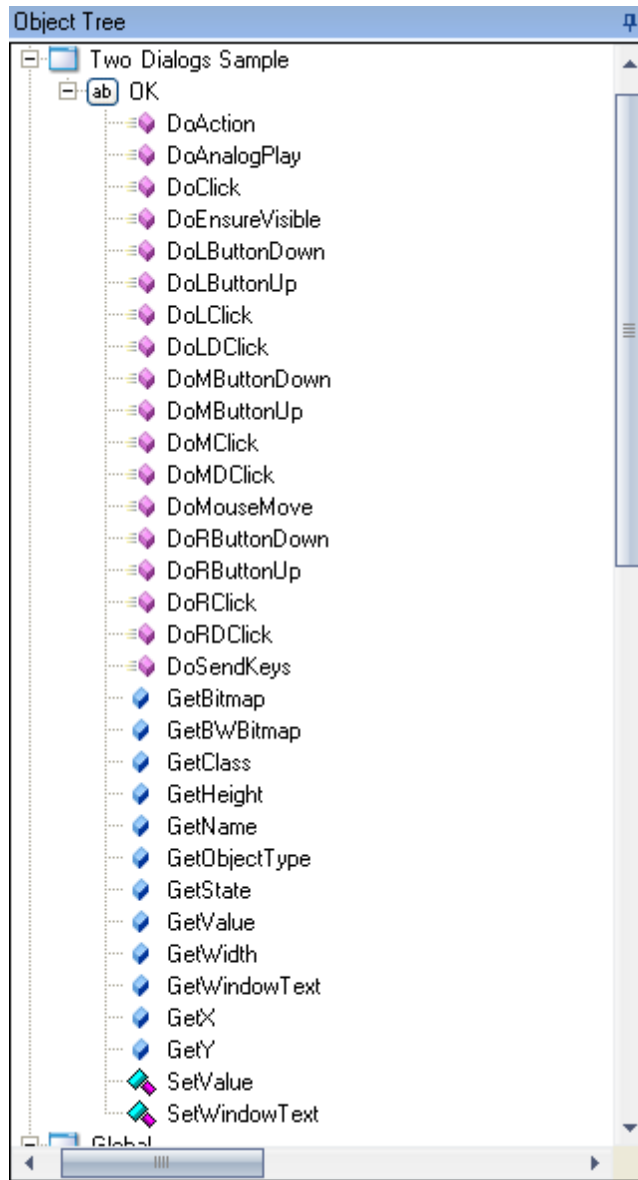 Object Tree
Two Dialogs Sample
ab OK
DoAction
DoAnalogPlay
DoClick
DoEnsureVisible
DoLButtonDown
DoLButtonUp
DoLClick
DoLDClick
DoMButtonDown
DoMButtonUp
DoMClick
DoMDClick
DoMouseMove
DoRButtonDown
DoRButtonUp
DoRClick
DoRDClick
DoSendKeys
GetBitmap
GetBWBitmap
GetClass
GetHeight
GetName
GetObjectType
GetState
GetValue
GetWidth
GetWindowText
GetX
GetY
SetValue
SetWindowText
Global